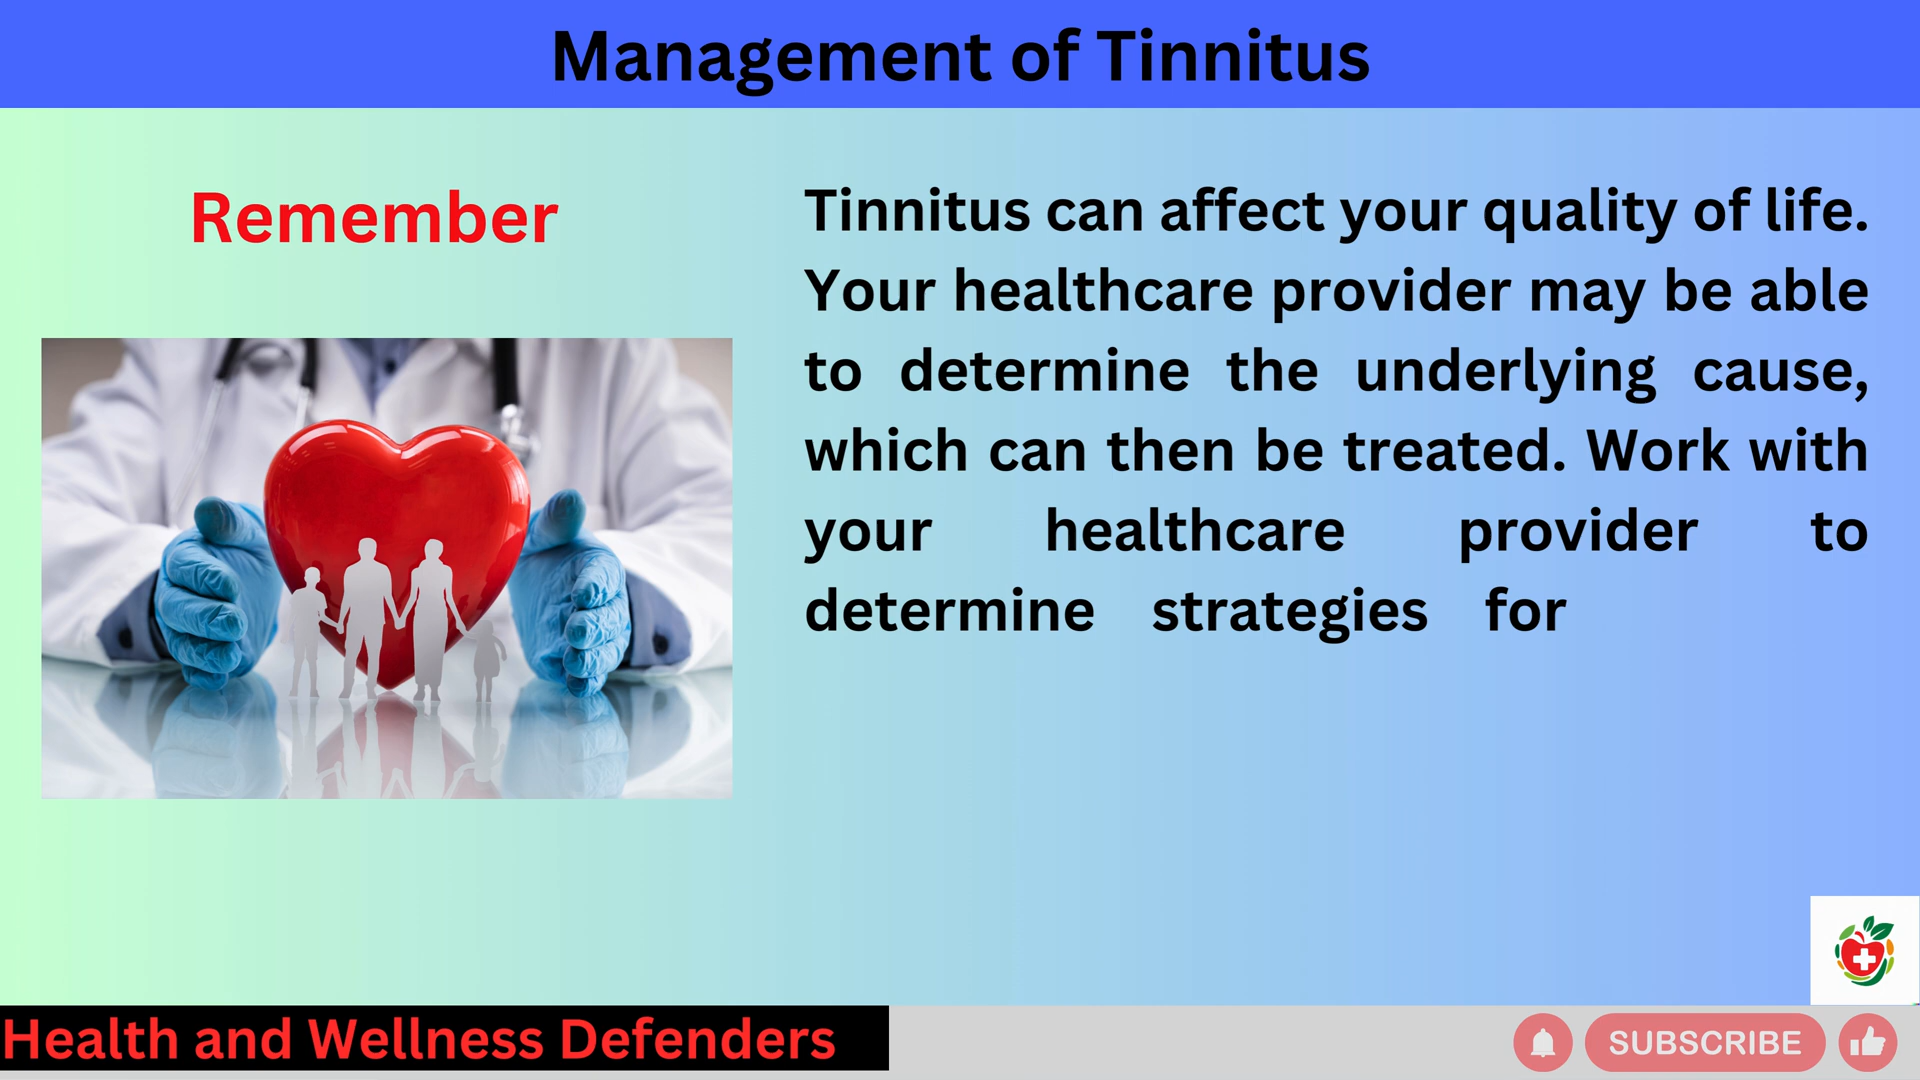 Management of Tinnitus
Remember
Tinnitus can affect your quality of life.
Your healthcare provider may be able
to determine the underlying cause,
which can then be treated. Work with
your healthcare provider to
determine strategies for
Health and Wellness Defenders
SUBSCRIBE